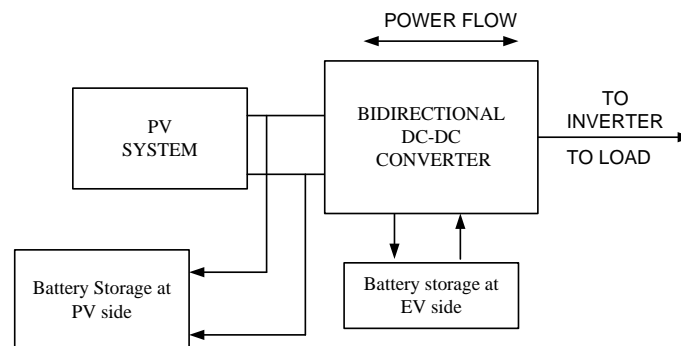 POWER FLOW
PV
SYSTEM
BIDIRECTIONAL
DC-DC
CONVERTER
TO
INVERTER
TO LOAD
Battery Storage at
PV side
Battery storage at
EV side